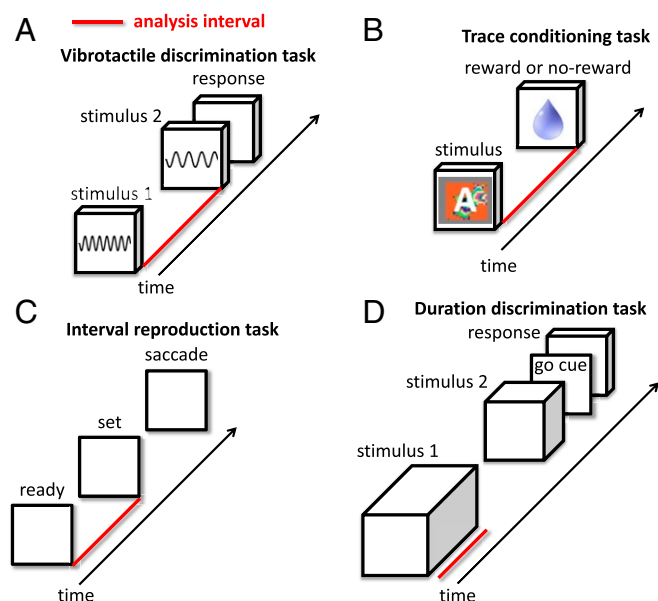 analysis interval
A
Vibrotactile discrimination task
response
stimulus 2
stimulus 1
time
B
Trace conditioning task
reward or no-reward
stimulus
A
time
C
Interval reproduction task
saccade
set
ready
time
D
Duration discrimination task
response
go cue
stimulus 2
stimulus 1
time